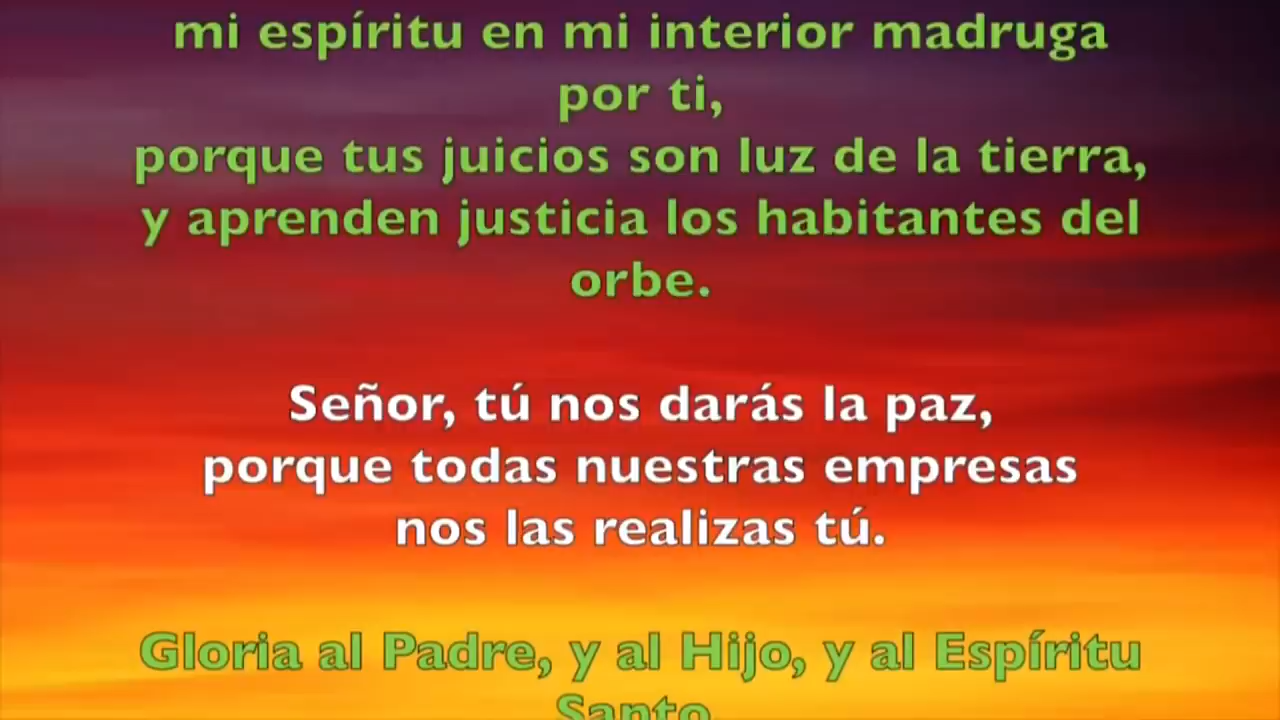 mi espíritu en mi interior madruga
por ti,
porque tus juicios son luz de la tierra,
y aprenden justicia los habitantes del
orbe.
Señor, tú nos darás la paz,
porque todas nuestras empresas
nos las realizas tú.
Gloria al Padre, y al Hijo, y al Espíritu
Santo